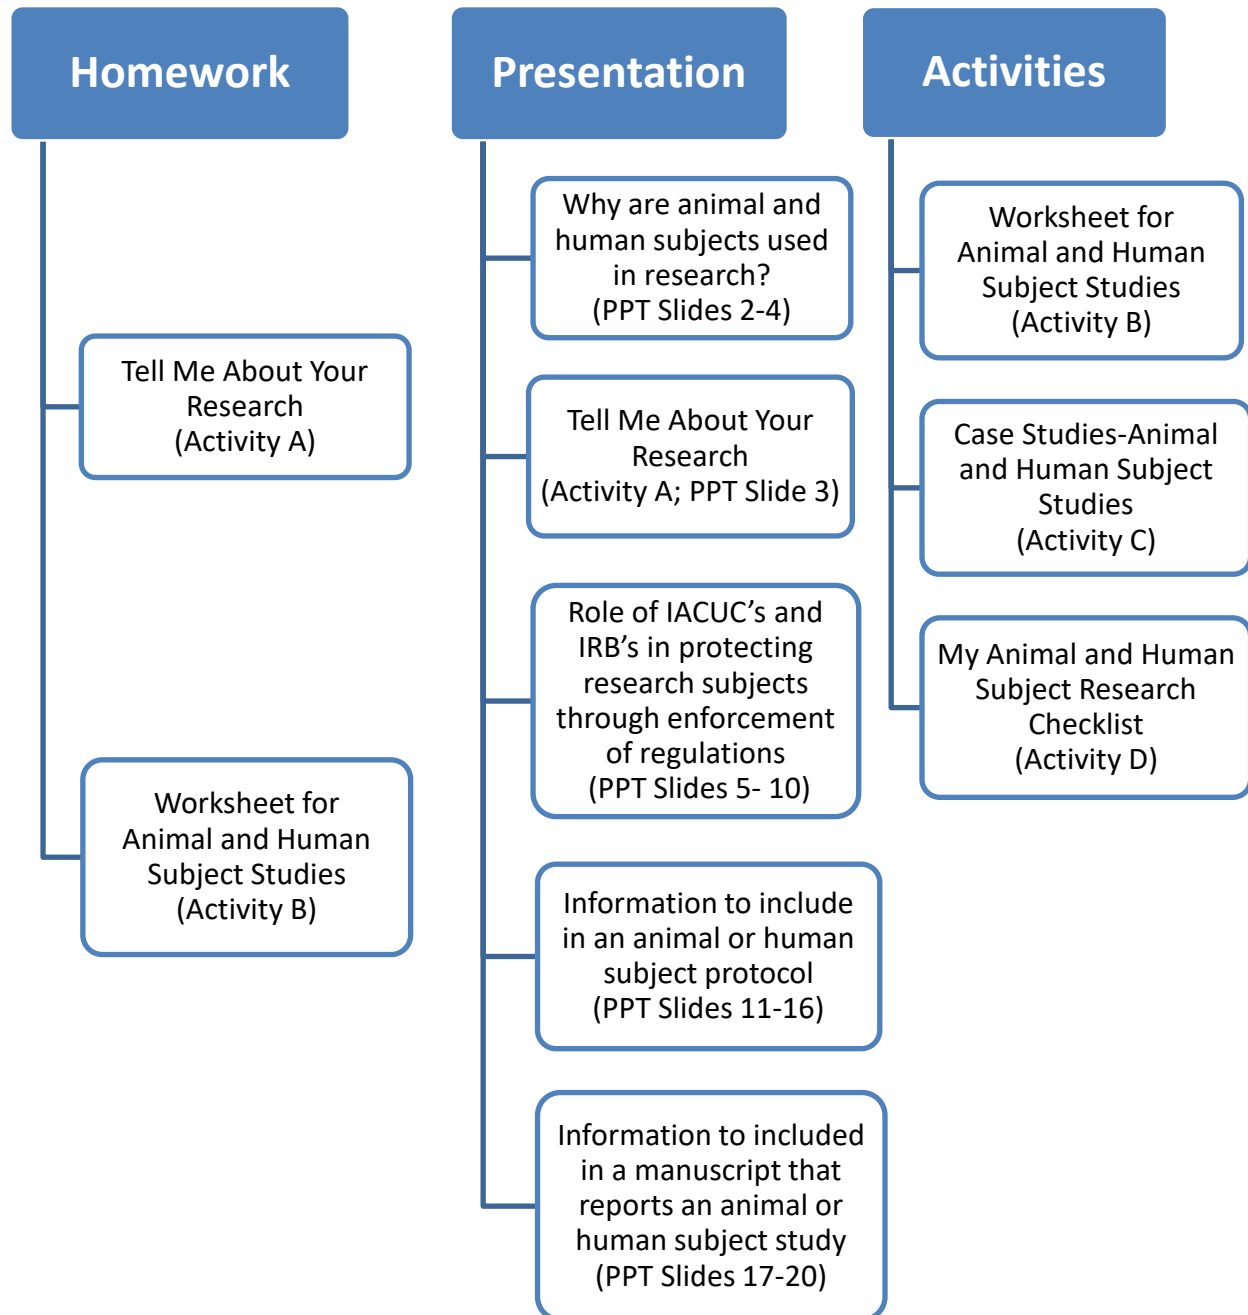 Homework
Tell Me About Your
Research
(Activity A)
Worksheet for
Animal and Human
Subject Studies
(Activity B)
Presentation
Why are animal and
human subjects used
in research?
(PPT Slides 2-4)
Tell Me About Your
Research
(Activity A; PPT Slide 3)
Role of IACUC’s and
IRB’s in protecting
research subjects
through enforcement
of regulations
(PPT Slides 5- 10)
Information to include
in an animal or human
subject protocol
(PPT Slides 11-16)
Information to included
in a manuscript that
reports an animal or
human subject study
(PPT Slides 17-20)
Activities
Worksheet for
Animal and Human
Subject Studies
(Activity B)
Case Studies-Animal
and Human Subject
Studies
(Activity C)
My Animal and Human
Subject Research
Checklist
(Activity D)